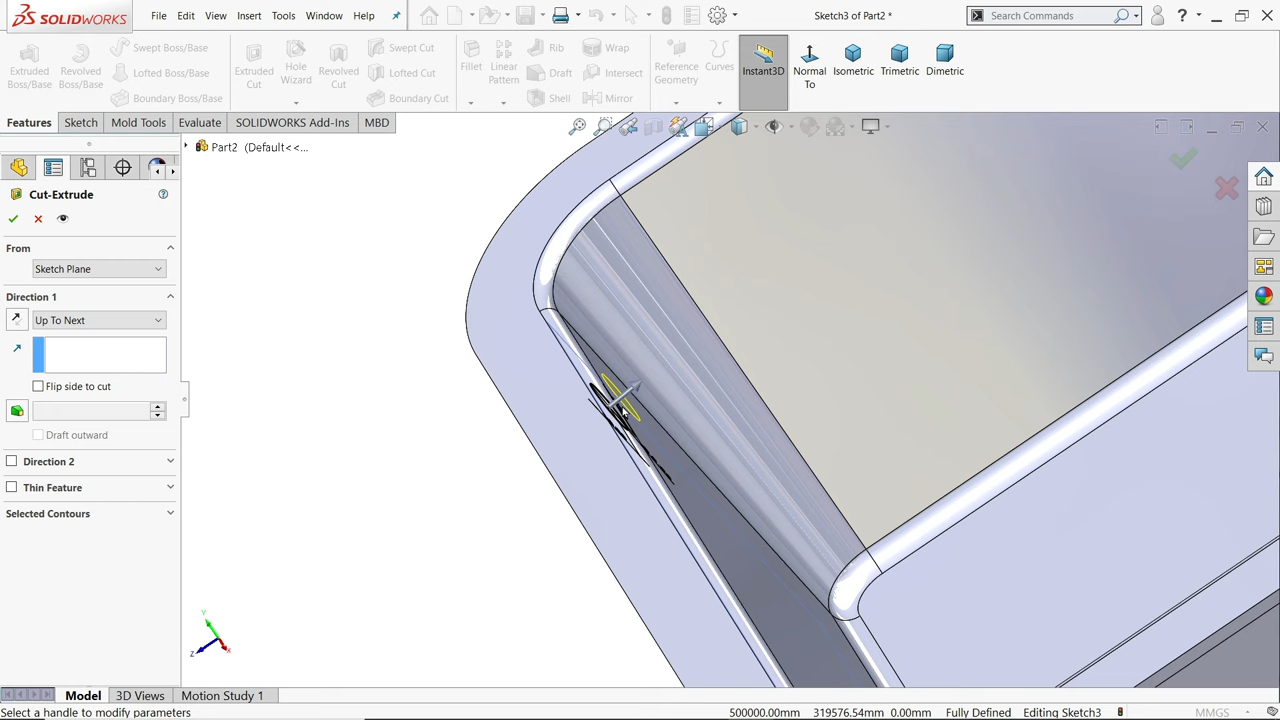 SOLIDWORKS File Edit View Insert Tools Window Help Sketch3 of Part2 * Search Commands
Extruded Boss/Base
Revolved Boss/Base
Swept Boss/Base
Lofted Boss/Base
Boundary Boss/Base
Extruded Cut
Hole Wizard
Revolved Cut
Swept Cut
Lofted Cut
Boundary Cut
Fillet
Linear Pattern
Rib
Draft
Shell
Wrap
Intersect
Mirror
Reference Geometry
Curves
Instant3D
Normal To
Isometric
Trimetric
Dimetric
Features Sketch Mold Tools Evaluate SOLIDWORKS Add-Ins MBD
Part2 (Default<<...
Cut-Extrude
From
Sketch Plane
Direction 1
Up To Next
Flip side to cut
Draft outward
Direction 2
Thin Feature
Selected Contours
Y
Z
X
Model 3D Views Motion Study 1
Select a handle to modify parameters 500000.00mm 319576.54mm 0.00mm Fully Defined Editing Sketch3 MMGS